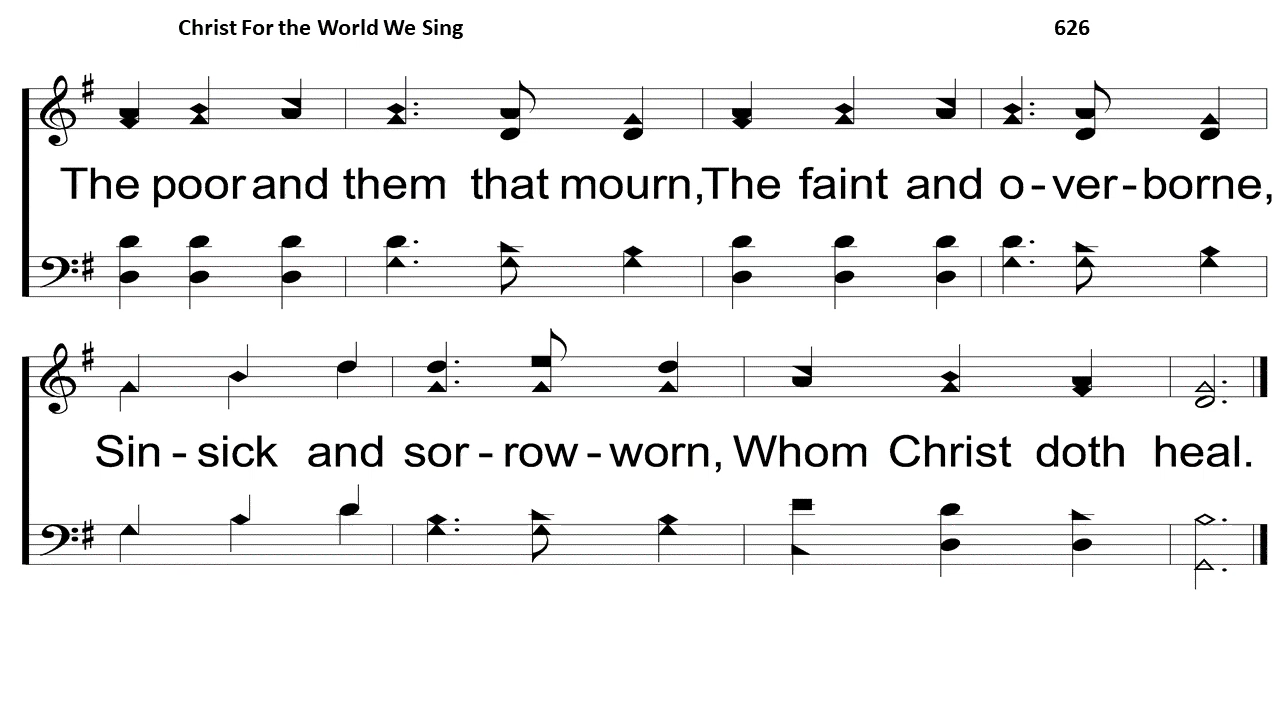 Christ For the World We Sing 626
The poor and them that mourn, The faint and o - ver - borne,
Sin - sick and sor - row - worn, Whom Christ doth heal.